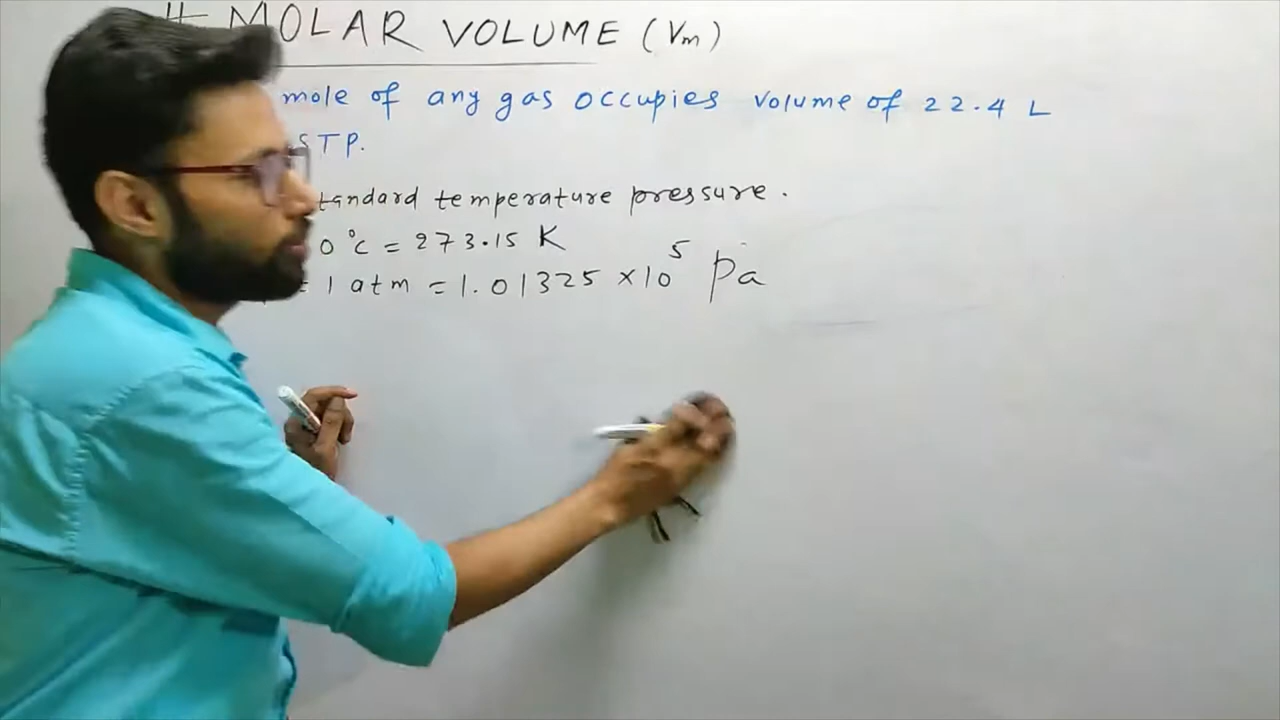 # MOLAR VOLUME (Vm)
mole of any gas occupies volume of 22.4 L
STP.
tandard temperature pressure.
0°C = 273.15 K
= 1 atm = 1.01325 ×10⁵ Pa